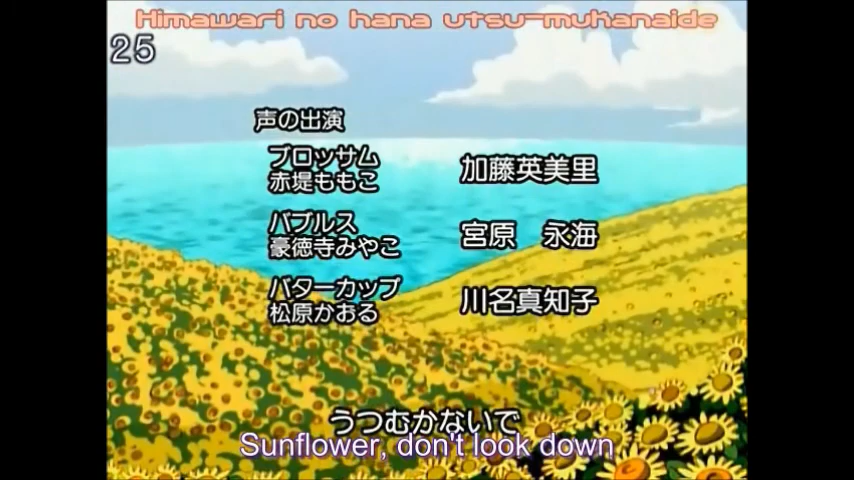 Himawari no hana utsu-mukanaide
25
声の出演
ブロッサム
赤堤ももこ
加藤英美里
バブルス
豪徳寺みやこ
宮原 永海
バターカップ
松原かおる
川名真知子
うつむかないで
Sunflower, don't look down